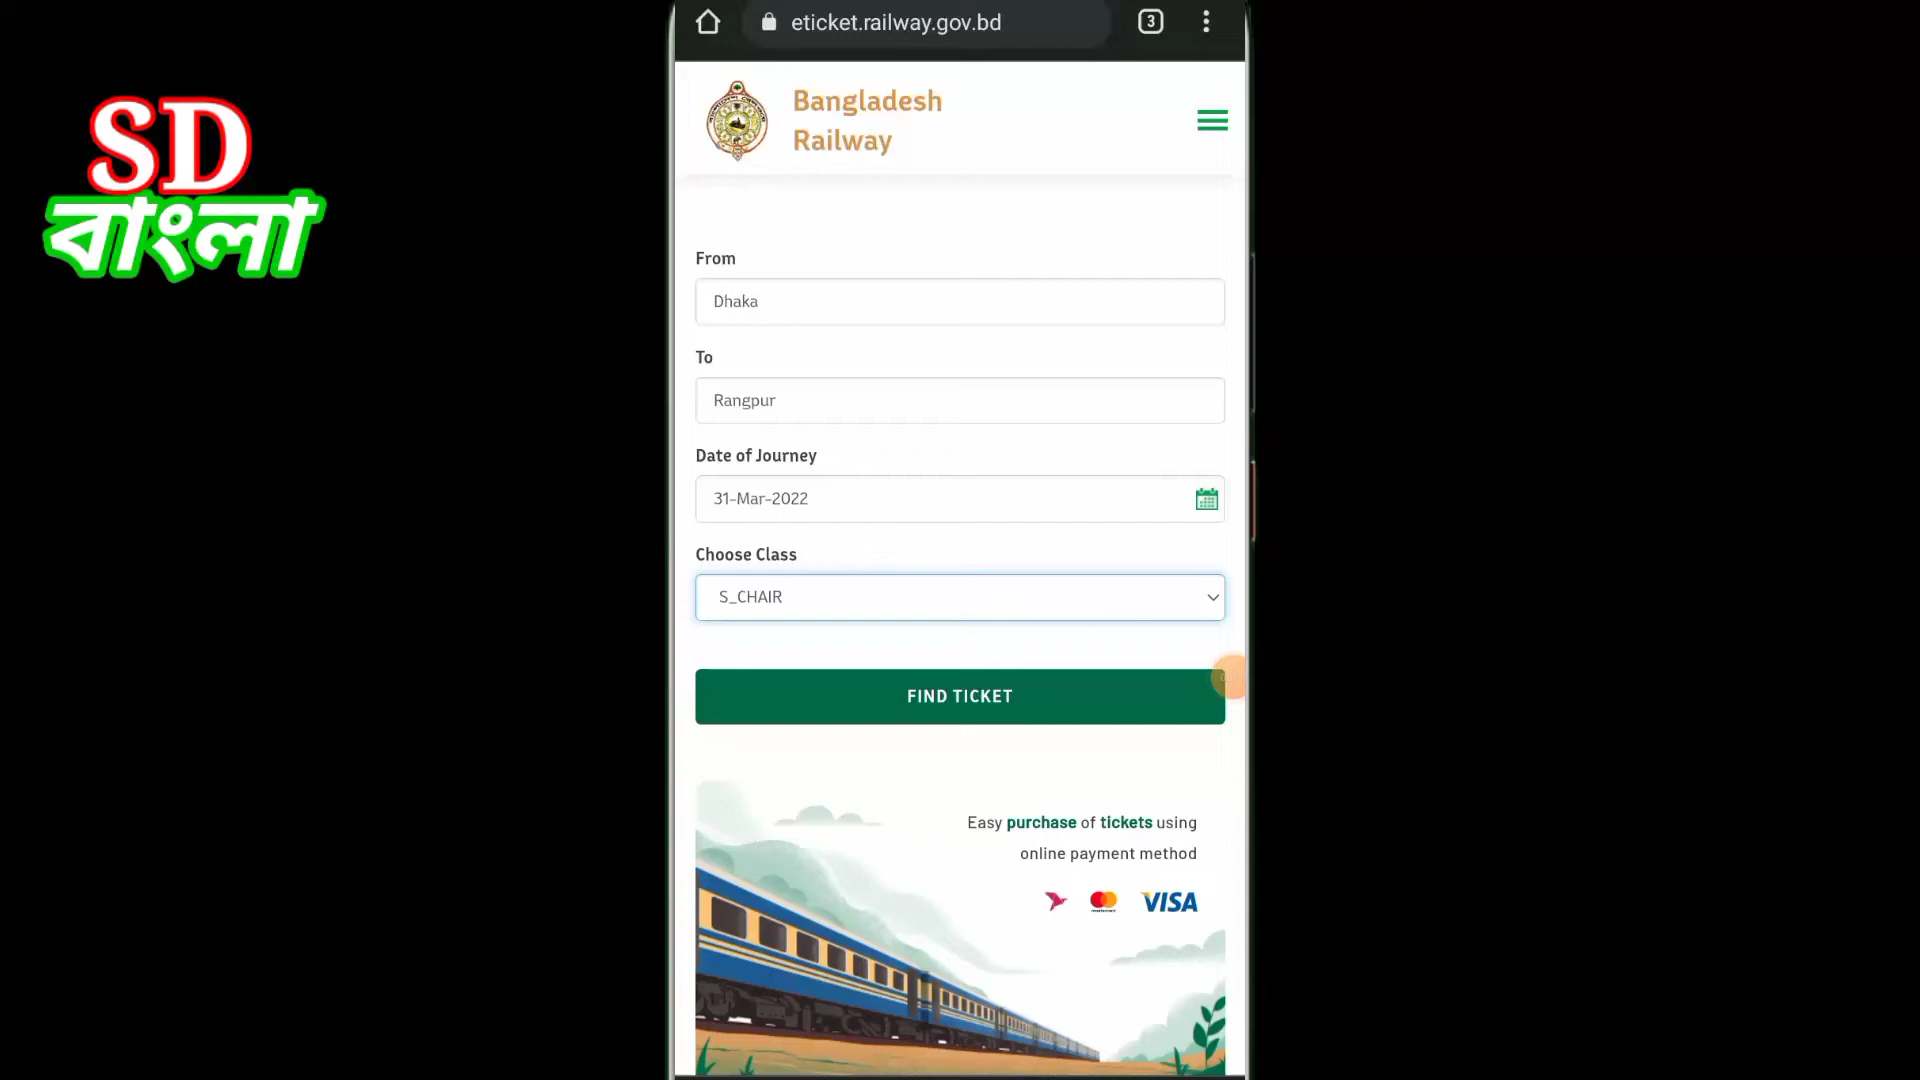 SD
বাংলা
eticket.railway.gov.bd
3
Bangladesh
Railway
From
Dhaka
To
Rangpur
Date of Journey
31-Mar-2022
Choose Class
S_CHAIR
FIND TICKET
Easy purchase of tickets using
online payment method
mastercard
VISA